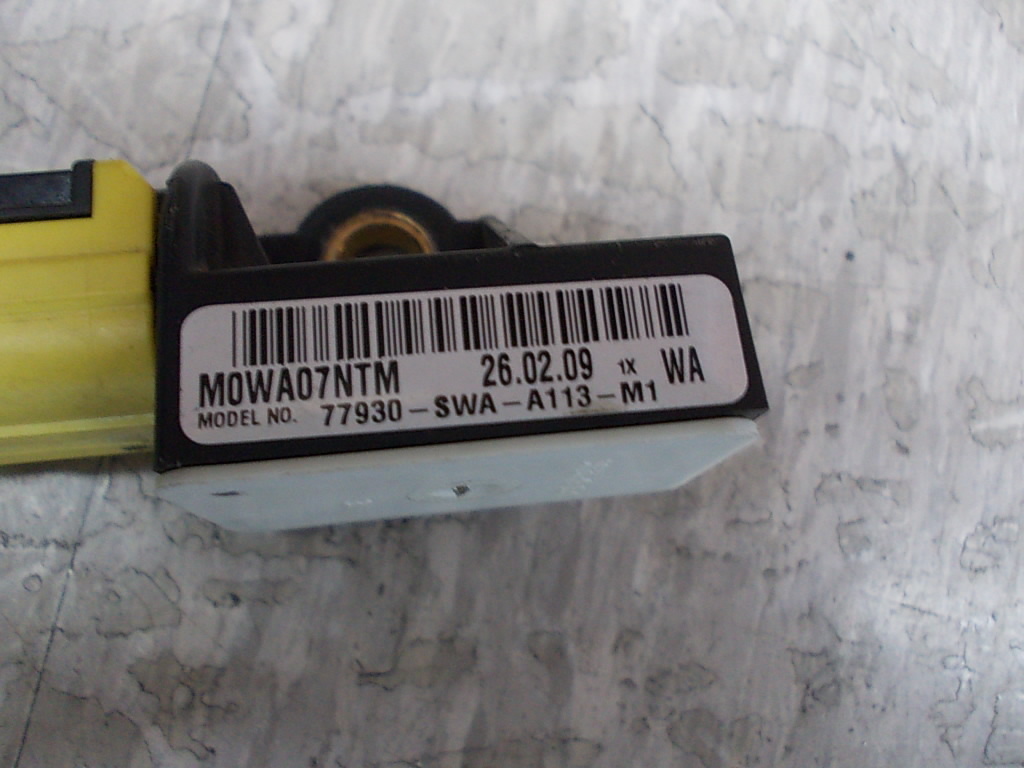 M0WA07NTM 26.02.09 1X WA
MODEL NO. 77930-SWA-A113-M1